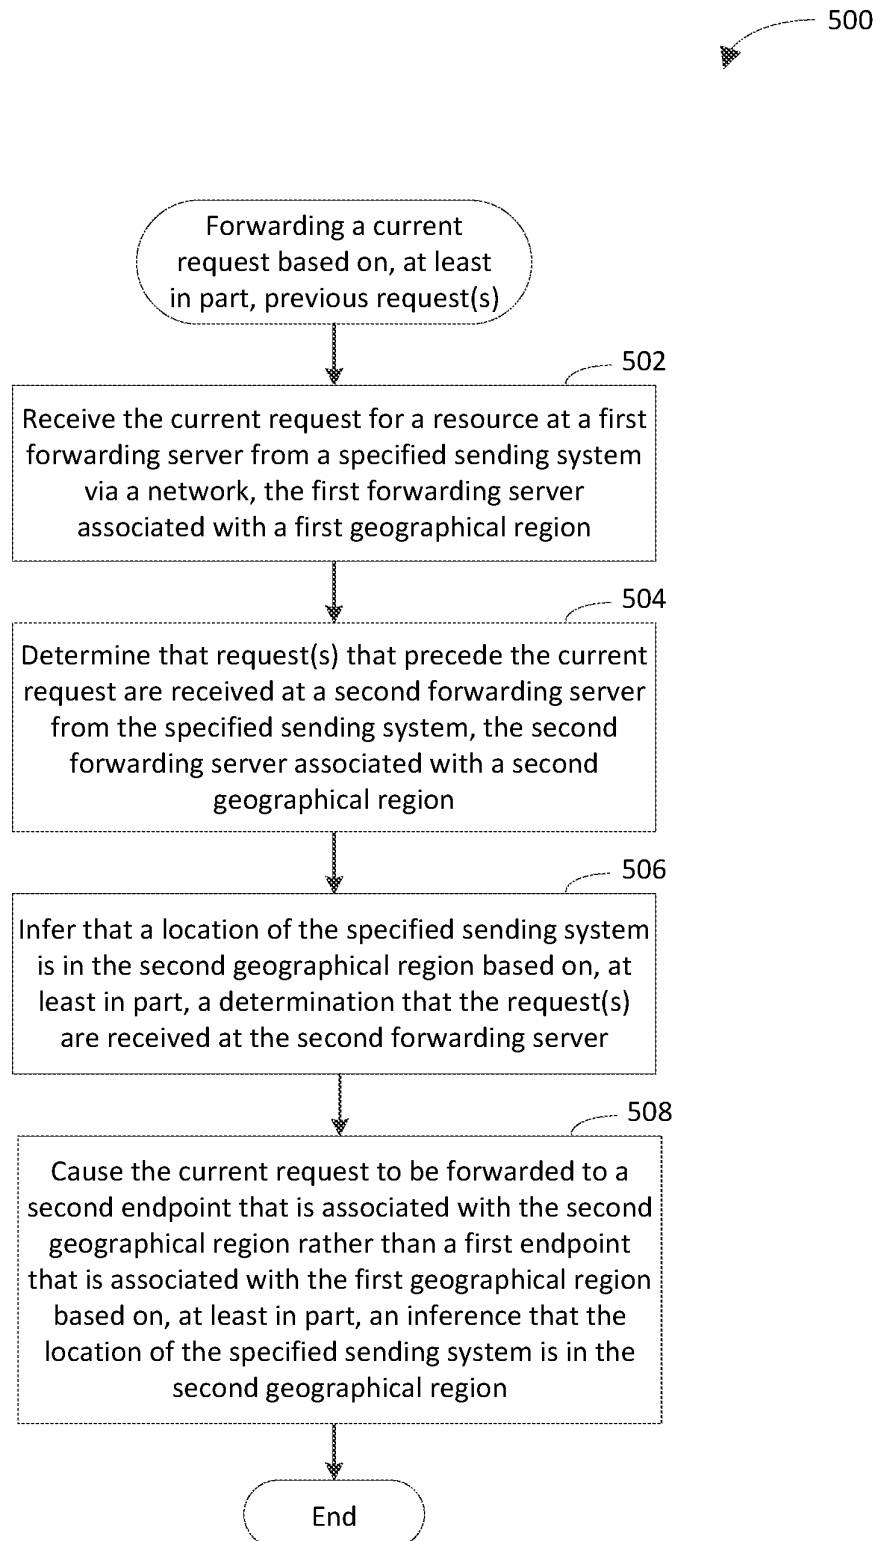 500
Forwarding a current
request based on, at least
in part, previous request(s)
502
Receive the current request for a resource at a first
forwarding server from a specified sending system
via a network, the first forwarding server
associated with a first geographical region
504
Determine that request(s) that precede the current
request are received at a second forwarding server
from the specified sending system, the second
forwarding server associated with a second
geographical region
506
Infer that a location of the specified sending system
is in the second geographical region based on, at
least in part, a determination that the request(s)
are received at the second forwarding server
508
Cause the current request to be forwarded to a
second endpoint that is associated with the second
geographical region rather than a first endpoint
that is associated with the first geographical region
based on, at least in part, an inference that the
location of the specified sending system is in the
second geographical region
End